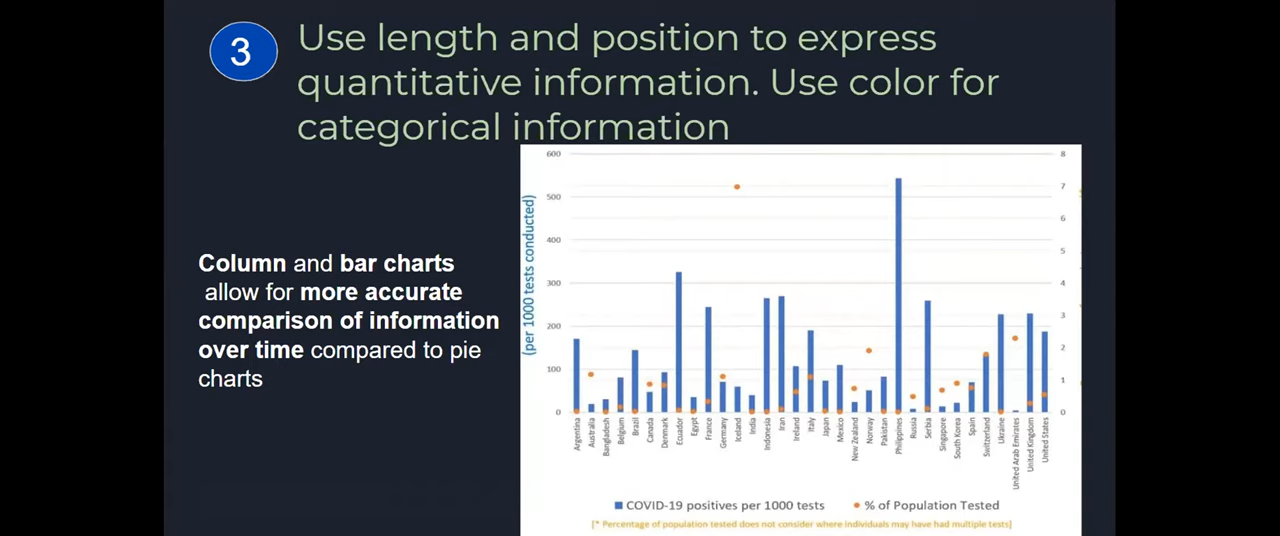 3
Use length and position to express
quantitative information. Use color for
categorical information
Column and bar charts
allow for more accurate
comparison of information
over time compared to pie
charts
(per 1000 tests conducted)
600
500
400
300
200
100
0
8
7
6
5
4
3
2
1
0
Argentina
Australia
Bangladesh
Belgium
Brazil
Canada
Denmark
Ecuador
Egypt
France
Germany
Iceland
India
Indonesia
Iran
Ireland
Italy
Japan
Mexico
New Zealand
Norway
Pakistan
Philippines
Russia
Serbia
Singapore
South Korea
Spain
Switzerland
Ukraine
United Arab Emirates
United Kingdom
United States
COVID-19 positives per 1000 tests
% of Population Tested
[* Percentage of population tested does not consider where individuals may have had multiple tests]